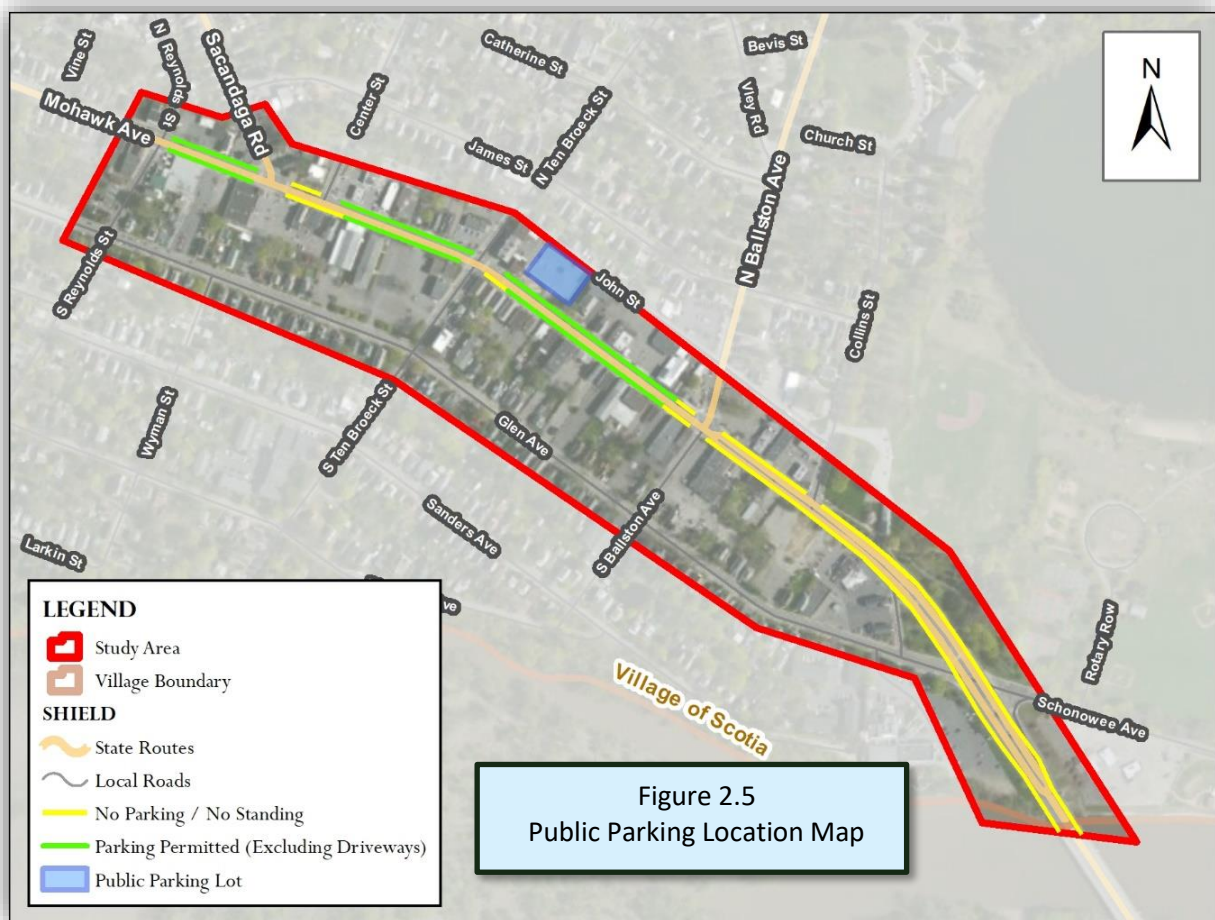 Vine St
N Reynolds St
Sacandaga Rd
Mohawk Ave
Center St
Catherine St
James St
N Ten Broeck St
Bevis St
Vley Rd
Church St
N Ballston Ave
N
John St
Collins St
S Reynolds St
Wyman St
S Ten Broeck St
Glen Ave
Sanders Ave
S Ballston Ave
Larkin St
Ave
Rotary Row
Schonowee Ave
Village of Scotia
LEGEND
Study Area
Village Boundary
SHIELD
State Routes
Local Roads
No Parking / No Standing
Parking Permitted (Excluding Driveways)
Public Parking Lot
Figure 2.5
Public Parking Location Map